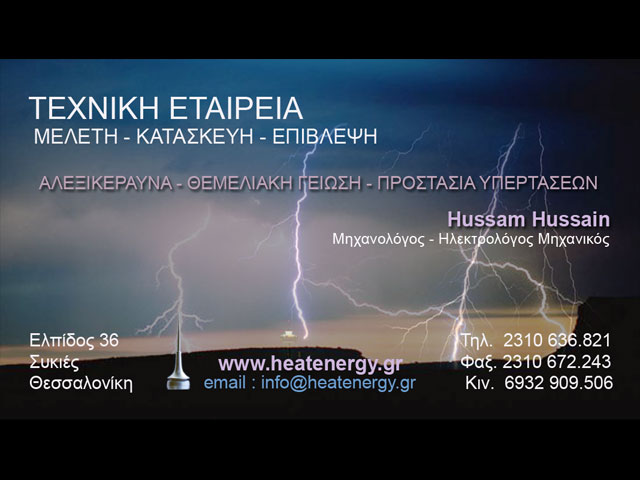 ΤΕΧΝΙΚΗ ΕΤΑΙΡΕΙΑ
ΜΕΛΕΤΗ - ΚΑΤΑΣΚΕΥΗ - ΕΠΙΒΛΕΨΗ
ΑΛΕΞΙΚΕΡΑΥΝΑ - ΘΕΜΕΛΙΑΚΗ ΓΕΙΩΣΗ - ΠΡΟΣΤΑΣΙΑ ΥΠΕΡΤΑΣΕΩΝ
Hussam Hussain
Μηχανολόγος - Ηλεκτρολόγος Μηχανικός
Ελπίδος 36
Συκιές
Θεσσαλονίκη
www.heatenergy.gr
email : info@heatenergy.gr
Τηλ. 2310 636.821
Φαξ. 2310 672.243
Κιν. 6932 909.506